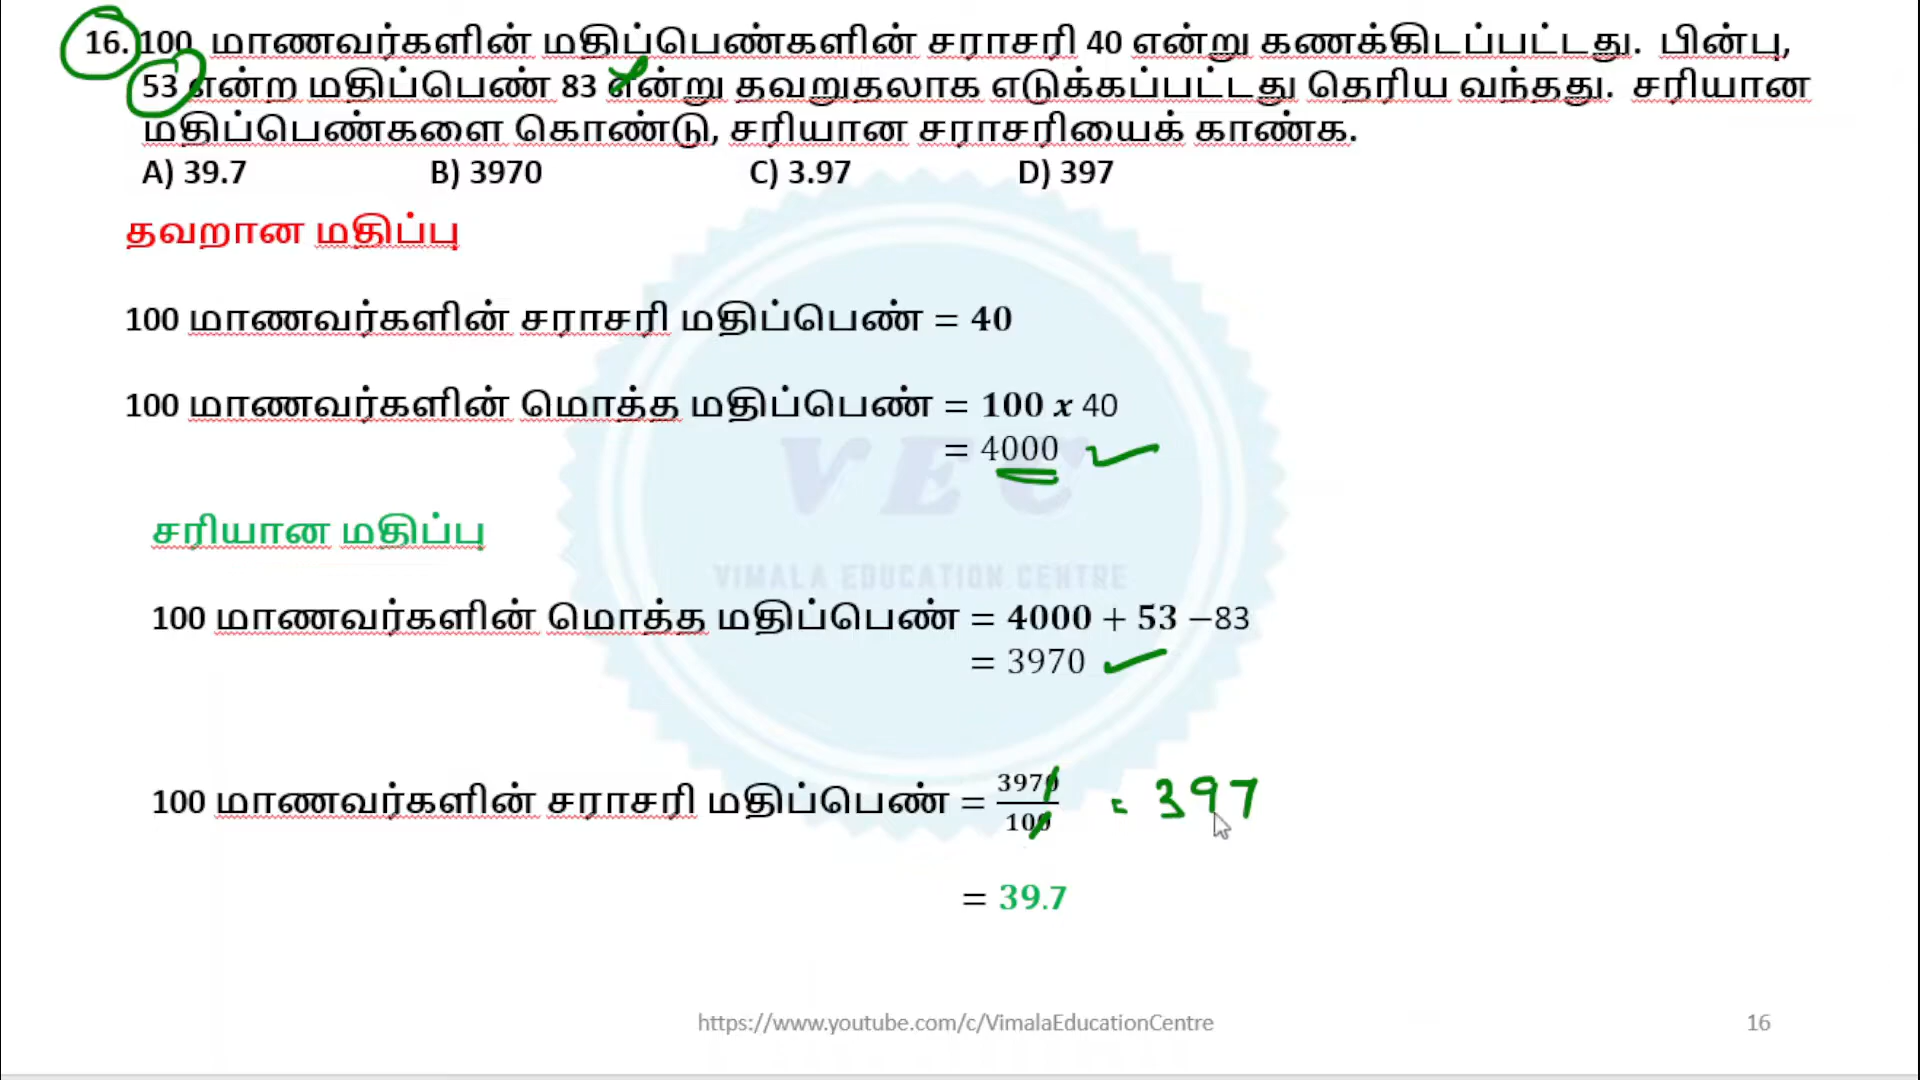 16. 100 மாணவர்களின் மதிப்பெண்களின் சராசரி 40 என்று கணக்கிடப்பட்டது. பின்பு,
53 என்ற மதிப்பெண் 83 என்று தவறுதலாக எடுக்கப்பட்டது தெரிய வந்தது. சரியான
மதிப்பெண்களை கொண்டு, சரியான சராசரியைக் காண்க.
A) 39.7 B) 3970 C) 3.97 D) 397
தவறான மதிப்பு
100 மாணவர்களின் சராசரி மதிப்பெண் = 40
100 மாணவர்களின் மொத்த மதிப்பெண் = 100 x 40
= 4000
VEC
சரியான மதிப்பு
VIMALA EDUCATION CENTRE
100 மாணவர்களின் மொத்த மதிப்பெண் = 4000 + 53 −83
= 3970
100 மாணவர்களின் சராசரி மதிப்பெண் = 3970/100 = 397
= 39.7
https://www.youtube.com/c/VimalaEducationCentre 16